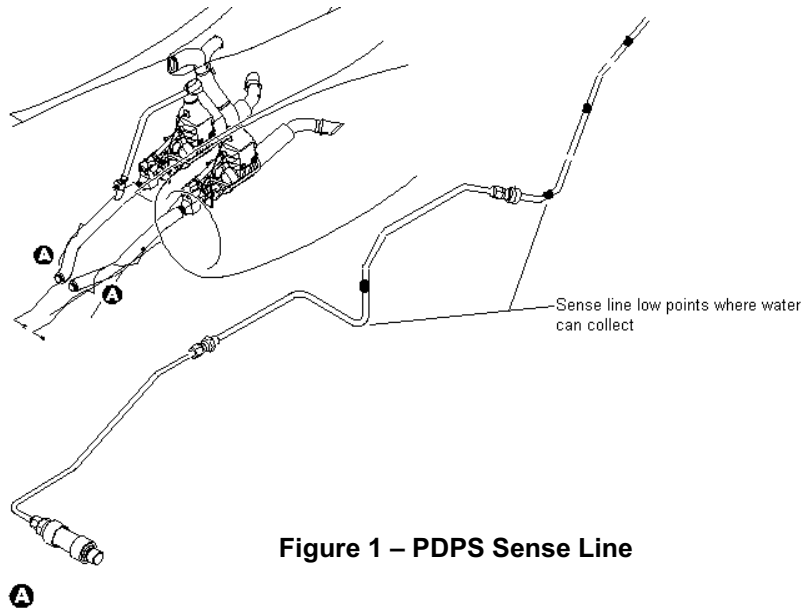 A
A
Sense line low points where water
can collect
Figure 1 – PDPS Sense Line
A